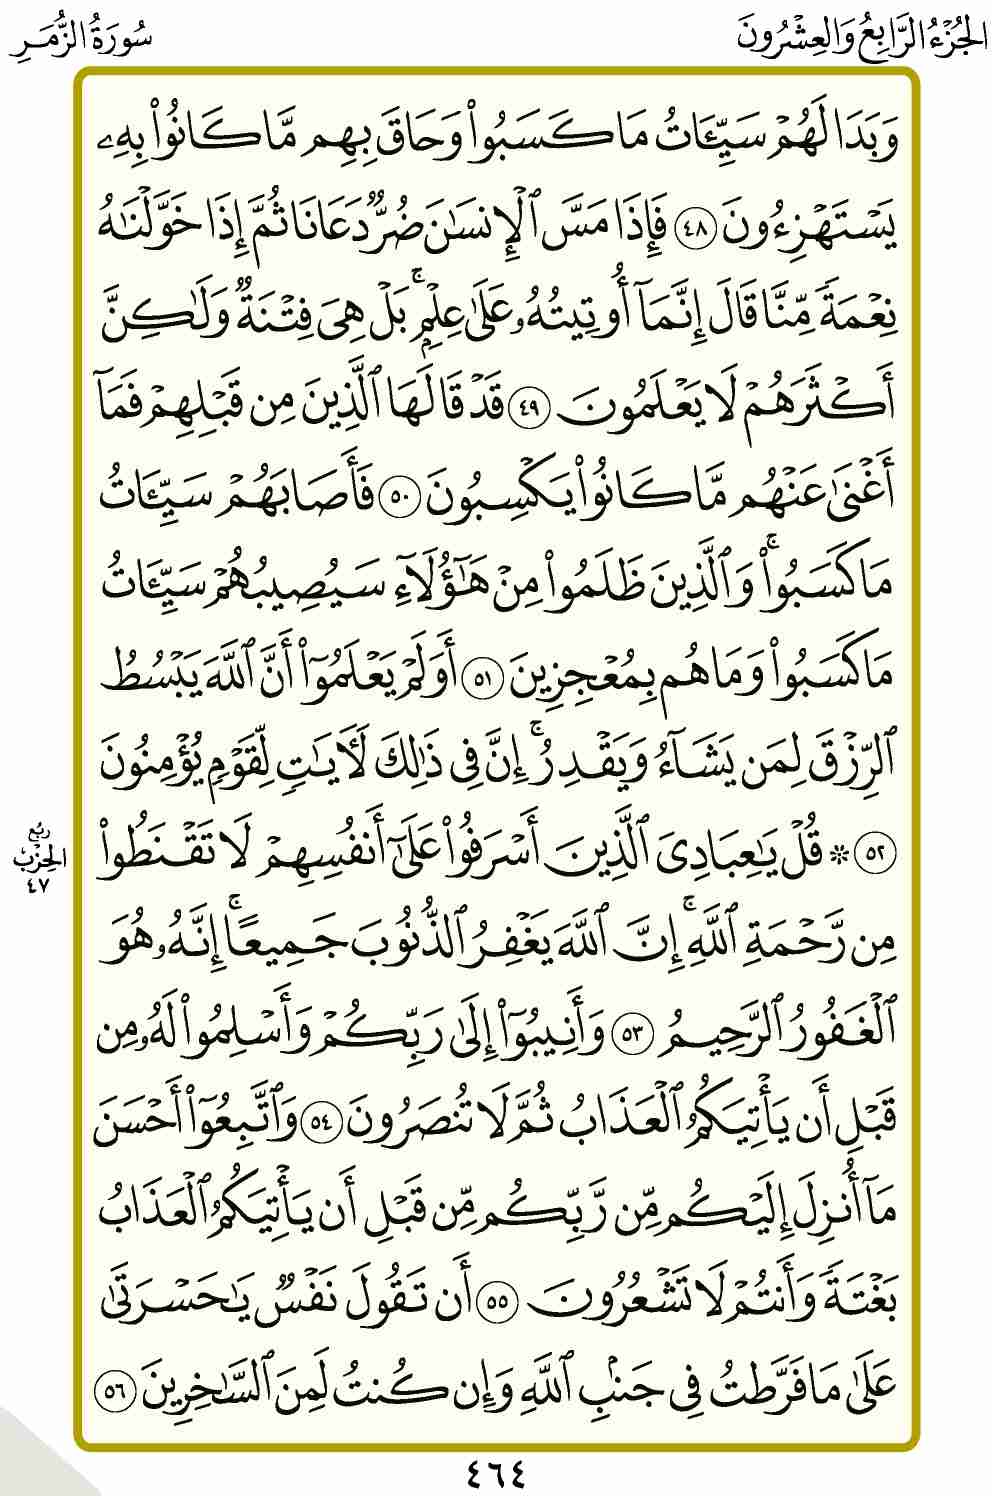 الجُزْءُ الرَّابِعُ وَالعِشْرُونَ
سُورَةُ الزُّمَرِ
وَبَدَا لَهُمْ سَيِّـَٔاتُ مَا كَسَبُوا۟ وَحَاقَ بِهِم مَّا كَانُوا۟ بِهِۦ
يَسْتَهْزِءُونَ ٤٨ فَإِذَا مَسَّ ٱلْإِنسَـٰنَ ضُرٌّ دَعَانَا ثُمَّ إِذَا خَوَّلْنَـٰهُ
نِعْمَةً مِّنَّا قَالَ إِنَّمَآ أُوتِيتُهُۥ عَلَىٰ عِلْمٍۭ ۚ بَلْ هِىَ فِتْنَةٌ وَلَـٰكِنَّ
أَكْثَرَهُمْ لَا يَعْلَمُونَ ٤٩ قَدْ قَالَهَا ٱلَّذِينَ مِن قَبْلِهِمْ فَمَآ
أَغْنَىٰ عَنْهُم مَّا كَانُوا۟ يَكْسِبُونَ ٥٠ فَأَصَابَهُمْ سَيِّـَٔاتُ
مَا كَسَبُوا۟ ۚ وَٱلَّذِينَ ظَلَمُوا۟ مِنْ هَـٰٓؤُلَآءِ سَيُصِيبُهُمْ سَيِّـَٔاتُ
مَا كَسَبُوا۟ وَمَا هُم بِمُعْجِزِينَ ٥١ أَوَلَمْ يَعْلَمُوٓا۟ أَنَّ ٱللَّهَ يَبْسُطُ
ٱلرِّزْقَ لِمَن يَشَآءُ وَيَقْدِرُ ۚ إِنَّ فِى ذَٰلِكَ لَـَٔايَـٰتٍ لِّقَوْمٍ يُؤْمِنُونَ
٥٢ ۞ قُلْ يَـٰعِبَادِىَ ٱلَّذِينَ أَسْرَفُوا۟ عَلَىٰٓ أَنفُسِهِمْ لَا تَقْنَطُوا۟
رُبْعُ
الحِزْبِ
٤٧
مِن رَّحْمَةِ ٱللَّهِ ۚ إِنَّ ٱللَّهَ يَغْفِرُ ٱلذُّنُوبَ جَمِيعًا ۚ إِنَّهُۥ هُوَ
ٱلْغَفُورُ ٱلرَّحِيمُ ٥٣ وَأَنِيبُوٓا۟ إِلَىٰ رَبِّكُمْ وَأَسْلِمُوا۟ لَهُۥ مِن
قَبْلِ أَن يَأْتِيَكُمُ ٱلْعَذَابُ ثُمَّ لَا تُنصَرُونَ ٥٤ وَٱتَّبِعُوٓا۟ أَحْسَنَ
مَآ أُنزِلَ إِلَيْكُم مِّن رَّبِّكُم مِّن قَبْلِ أَن يَأْتِيَكُمُ ٱلْعَذَابُ
بَغْتَةً وَأَنتُمْ لَا تَشْعُرُونَ ٥٥ أَن تَقُولَ نَفْسٌ يَـٰحَسْرَتَىٰ
عَلَىٰ مَا فَرَّطتُ فِى جَنۢبِ ٱللَّهِ وَإِن كُنتُ لَمِنَ ٱلسَّـٰخِرِينَ ٥٦
٤٦٤